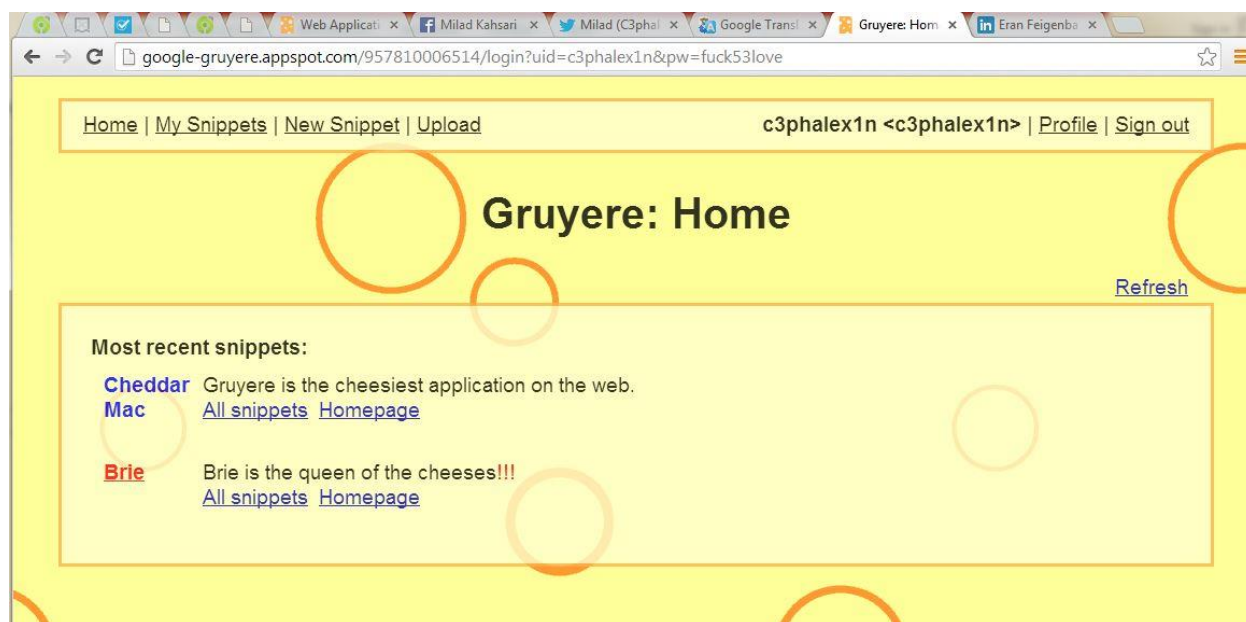 Web Applicati
Milad Kahsari
Milad (C3phal
Google Transl
Gruyere: Hom
Eran Feigenba
google-gruyere.appspot.com/957810006514/login?uid=c3phalex1n&pw=fuck53love
Home | My Snippets | New Snippet | Upload
c3phalex1n <c3phalex1n> | Profile | Sign out
Gruyere: Home
Refresh
Most recent snippets:
Cheddar Gruyere is the cheesiest application on the web.
Mac All snippets Homepage
Brie Brie is the queen of the cheeses!!!
All snippets Homepage